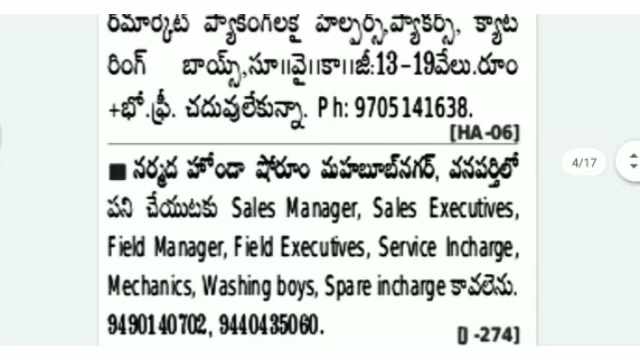 రిమార్కెట్ ప్యాకింగ్‌లకై హెల్పర్స్,ప్యాకర్స్, క్యాట
రింగ్ బాయ్స్,సూ॥వై॥కా॥జీ:13-19వేలు.రూం
+భో.ఫ్రీ. చదువులేకున్నా. Ph: 9705141638.
[HA-06]
■ నర్మద హోండా షోరూం మహబూబ్‌నగర్, వనపర్తిలో
పని చేయుటకు Sales Manager, Sales Executives,
Field Manager, Field Executives, Service Incharge,
Mechanics, Washing boys, Spare incharge కావలెను.
9490140702, 9440435060.
[J-274]
4/17